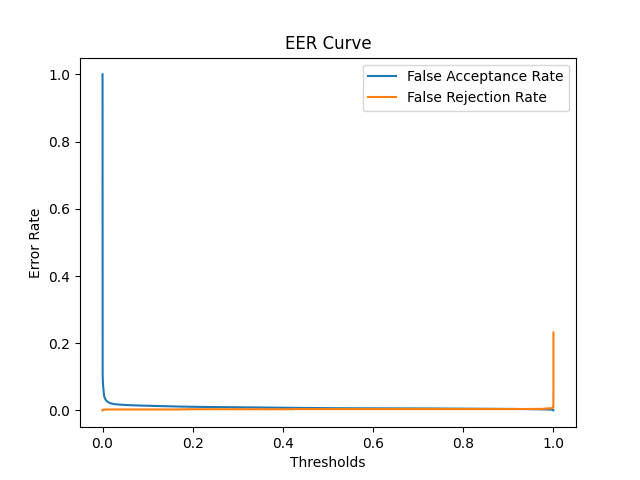 EER Curve
False Acceptance Rate
False Rejection Rate
Error Rate
1.0
0.8
0.6
0.4
0.2
0.0
0.0 0.2 0.4 0.6 0.8 1.0
Thresholds